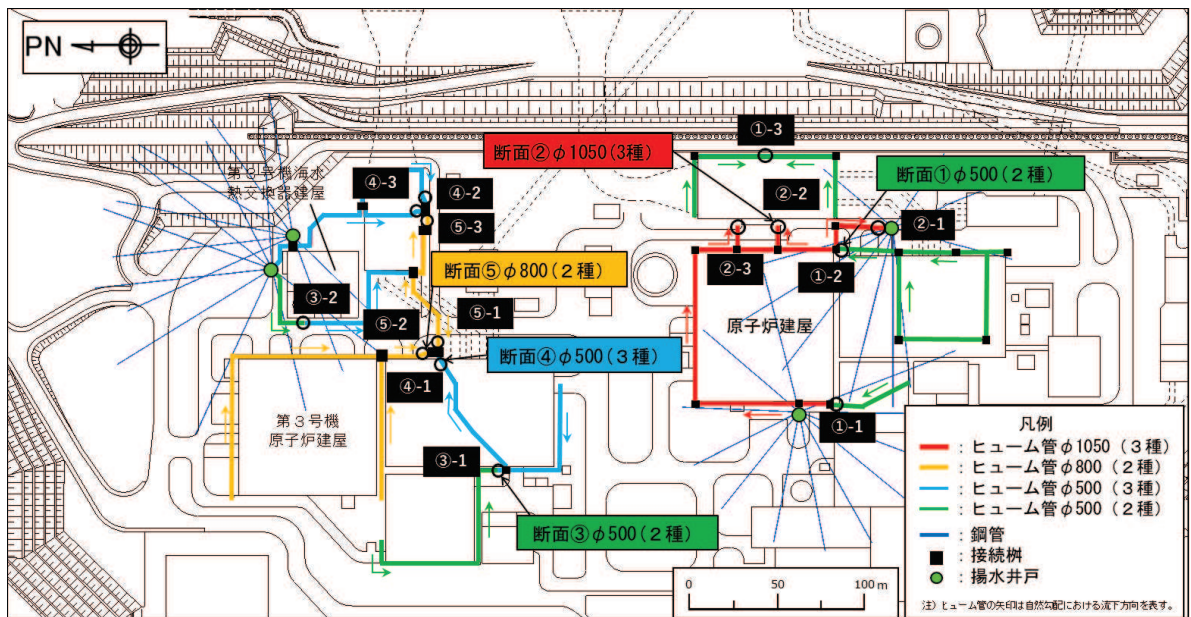 PN
①-3
断面②φ1050(3種)
第3号機海水
熱交換器建屋
④-3
④-2
②-2
断面①φ500(2種)
⑤-3
②-1
断面⑤φ800(2種)
②-3
①-2
③-2
⑤-2
⑤-1
原子炉建屋
断面④φ500(3種)
④-1
第3号機
原子炉建屋
①-1
③-1
断面③φ500(2種)
0 50 100m
凡例
:ヒューム管φ1050(3種)
:ヒューム管φ800(2種)
:ヒューム管φ500(3種)
:ヒューム管φ500(2種)
:鋼管
:接続桝
:揚水井戸
注)ヒューム管の矢印は自然勾配における流下方向を表す。